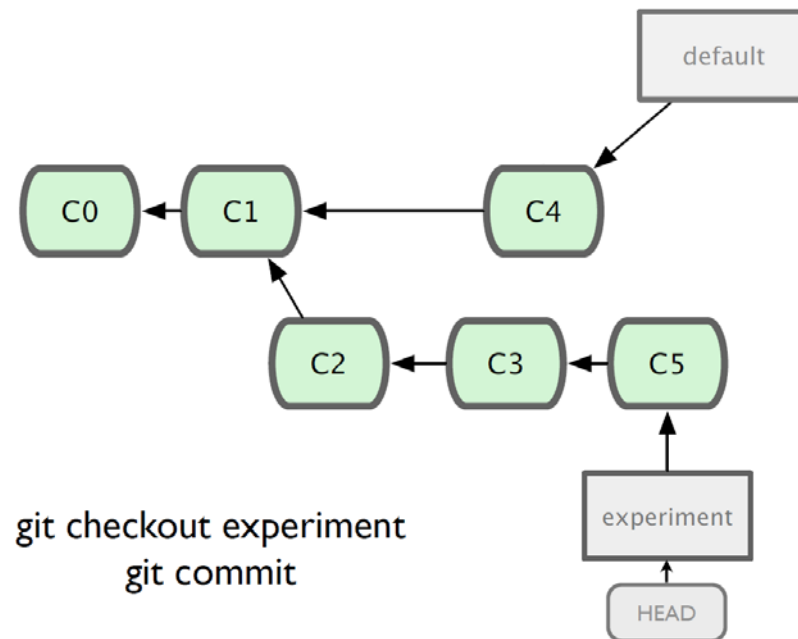 default
C0
C1
C4
C2
C3
C5
experiment
git checkout experiment
git commit
HEAD